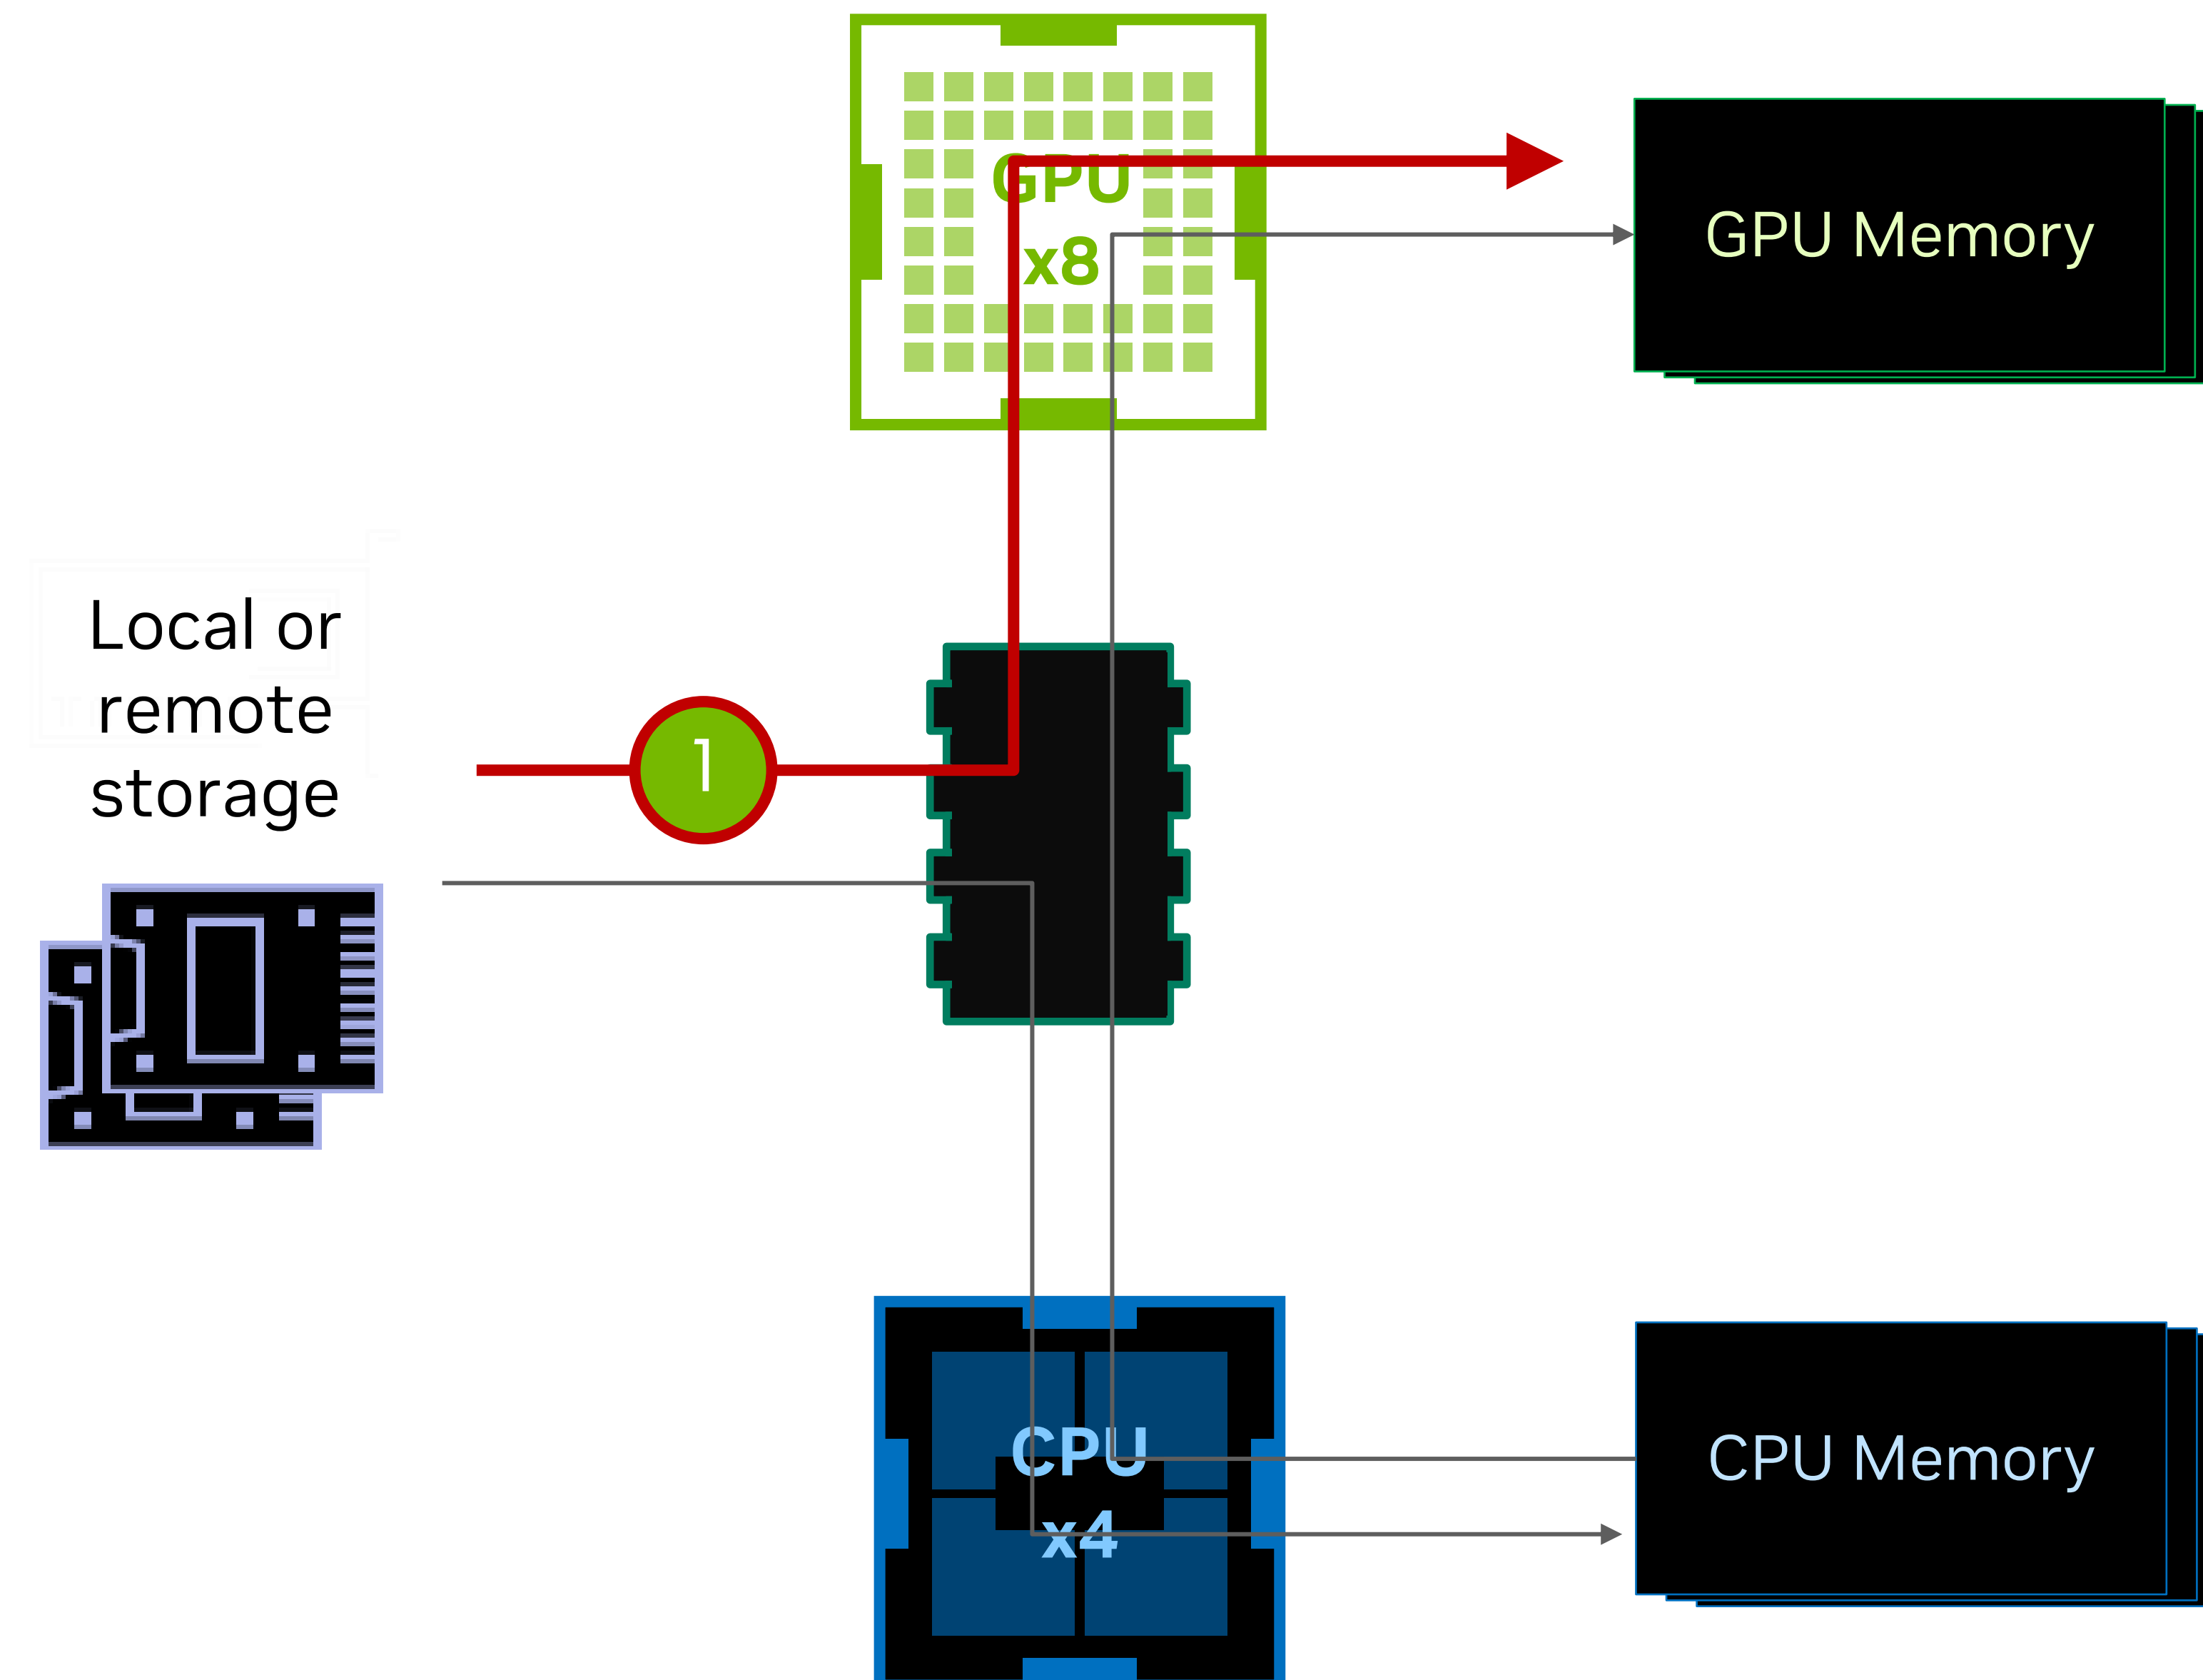 GPU
x8
GPU Memory
Local or
remote
storage
1
CPU
x4
CPU Memory